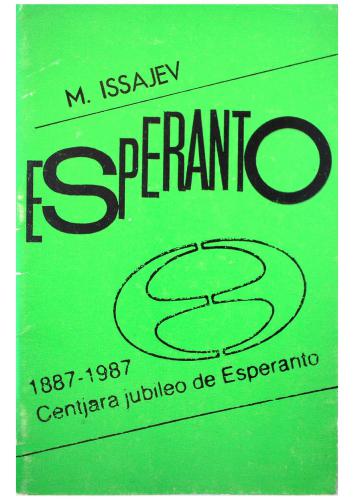 M. ISSAJEV
ESPERANTO
1887-1987
Centjara jubileo de Esperanto